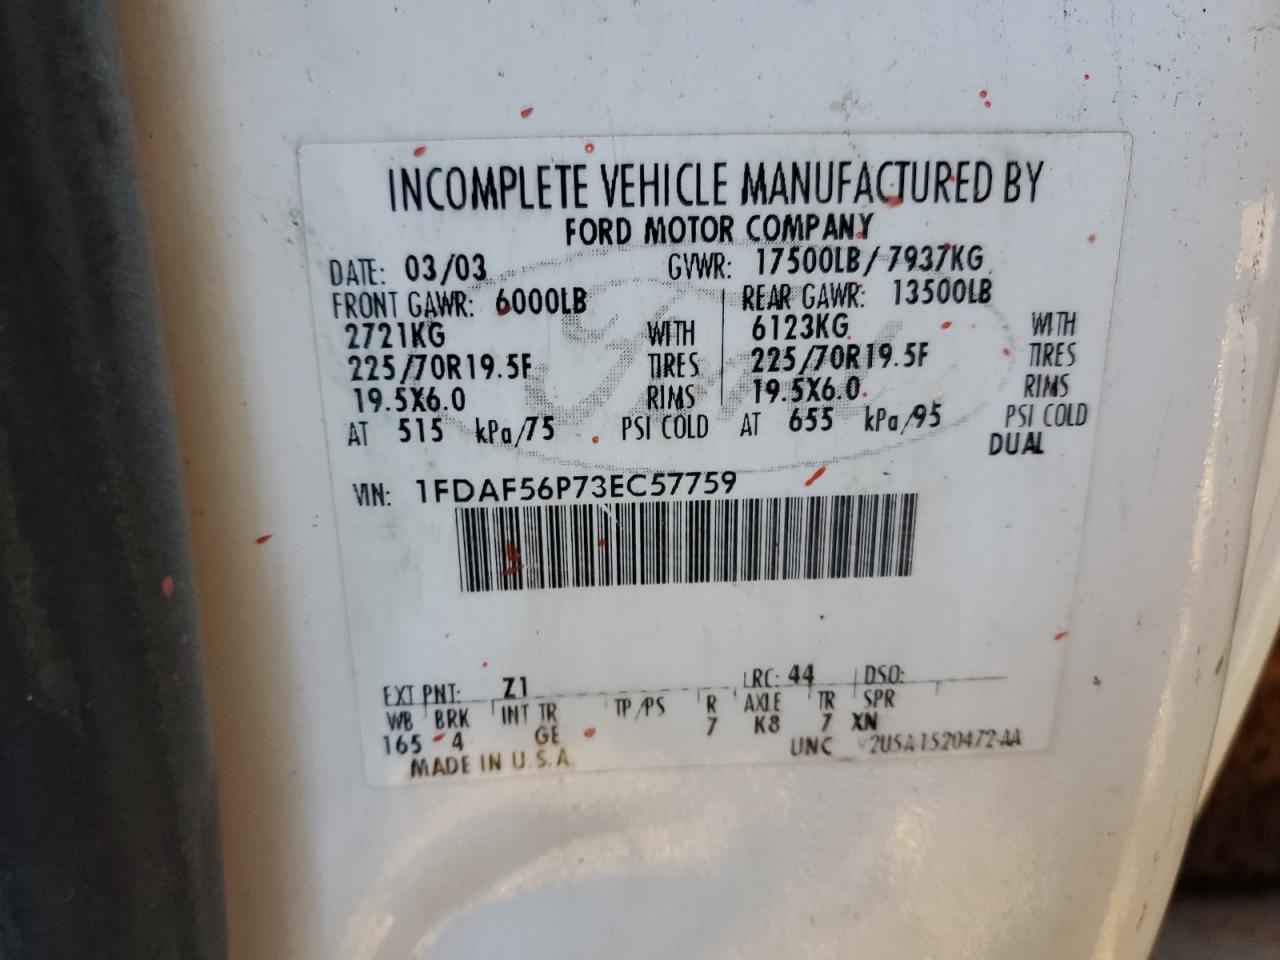 INCOMPLETE VEHICLE MANUFACTURED BY
FORD MOTOR COMPANY
DATE: 03/03 GVWR: 17500LB/7937KG
FRONT GAWR: 6000LB REAR GAWR: 13500LB
2721KG WITH 6123KG WITH
225/70R19.5F TIRES 225/70R19.5F TIRES
19.5X6.0 RIMS 19.5X6.0 RIMS
AT 515 kPa/75 PSI COLD AT 655 kPa/95 PSI COLD
DUAL
VIN: 1FDAF56P73EC57759
EXT PNT: Z1 LRC: 44 DSO:
WB BRK INT TR TP/PS R AXLE TR SPR
165 4 GE 7 K8 7 XN
MADE IN U.S.A. UNC 2U5A-1520472-AA